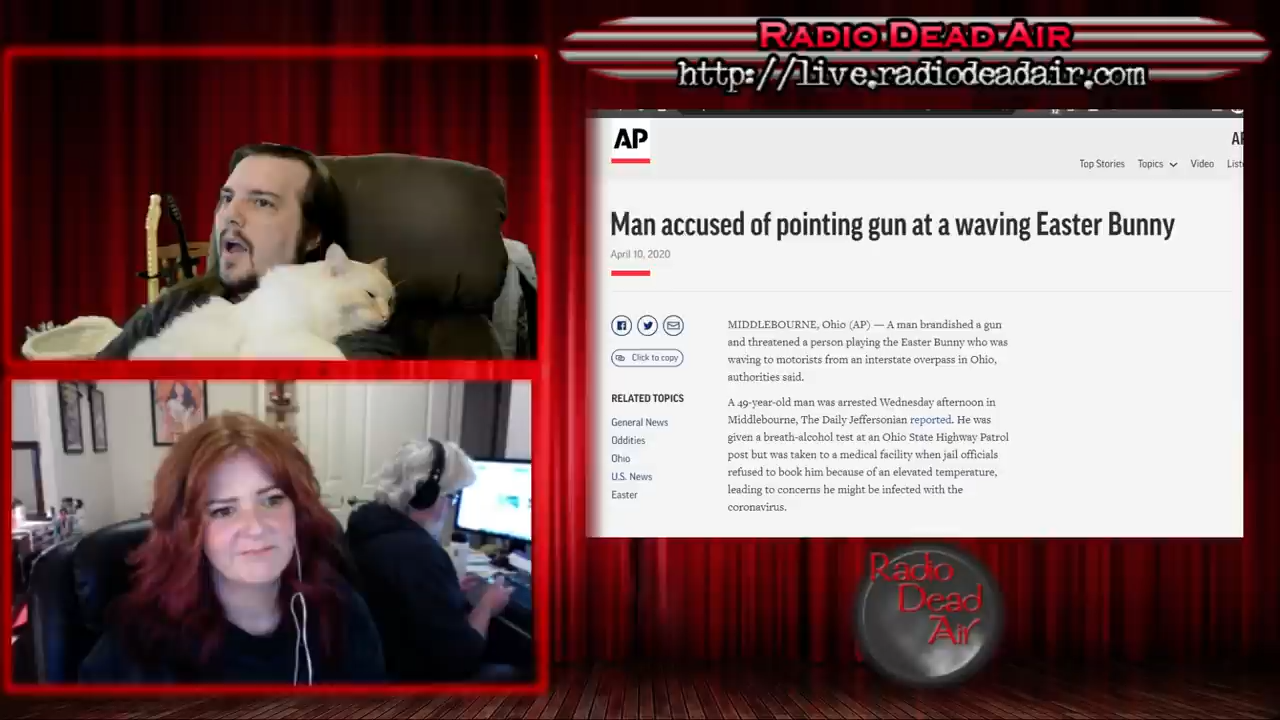 Radio Dead Air
http://live.radiodeadair.com
AP
Top Stories Topics Video
Man accused of pointing gun at a waving Easter Bunny
April 10, 2020
Click to copy
RELATED TOPICS
General News
Oddities
Ohio
U.S. News
Easter
MIDDLEBOURNE, Ohio (AP) — A man brandished a gun
and threatened a person playing the Easter Bunny who was
waving to motorists from an interstate overpass in Ohio,
authorities said.
A 49-year-old man was arrested Wednesday afternoon in
Middlebourne, The Daily Jeffersonian reported. He was
given a breath-alcohol test at an Ohio State Highway Patrol
post but was taken to a medical facility when jail officials
refused to book him because of an elevated temperature,
leading to concerns he might be infected with the
coronavirus.
Radio
Dead
Air